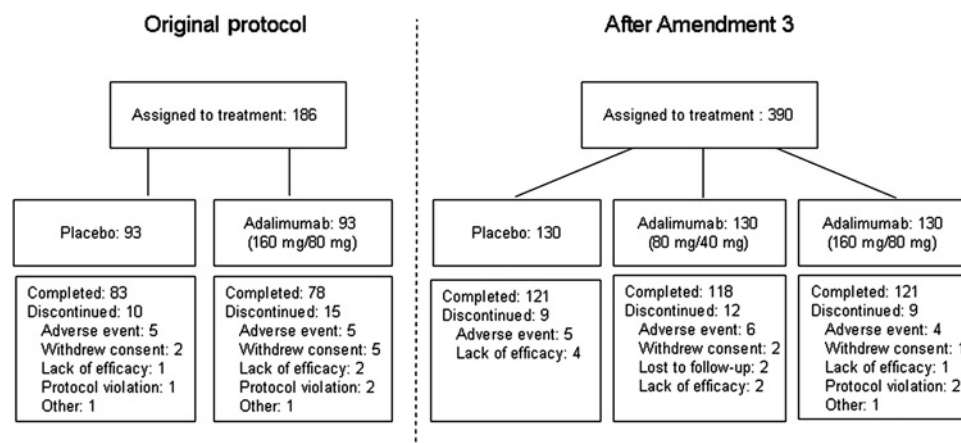 Original protocol
After Amendment 3
Assigned to treatment: 186
Assigned to treatment : 390
Placebo: 93
Adalimumab: 93
(160 mg/80 mg)
Placebo: 130
Adalimumab: 130
(80 mg/40 mg)
Adalimumab: 130
(160 mg/80 mg)
Completed: 83
Discontinued: 10
Adverse event: 5
Withdrew consent: 2
Lack of efficacy: 1
Protocol violation: 1
Other: 1
Completed: 78
Discontinued: 15
Adverse event: 5
Withdrew consent: 5
Lack of efficacy: 2
Protocol violation: 2
Other: 1
Completed: 121
Discontinued: 9
Adverse event: 5
Lack of efficacy: 4
Completed: 118
Discontinued: 12
Adverse event: 6
Withdrew consent: 2
Lost to follow-up: 2
Lack of efficacy: 2
Completed: 121
Discontinued: 9
Adverse event: 4
Withdrew consent: 1
Lack of efficacy: 1
Protocol violation: 2
Other: 1